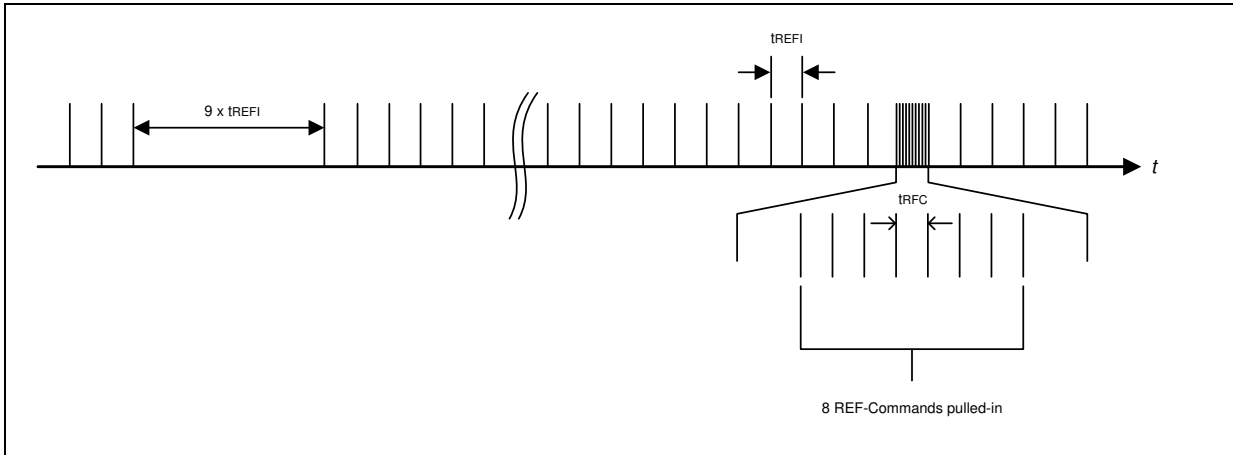 tREFI
9 x tREFI
t
tRFC
8 REF-Commands pulled-in